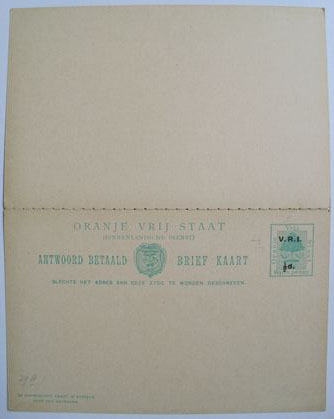 ORANJE VRIJ STAAT
(BINNENLANDSCHE DIENST)
ANTWOORD BETAALD BRIEF KAART
SLECHTS HET ADRES AAN DEZE ZYDE TE WORDEN GESCHREVEN.
V.R.I.
½d.